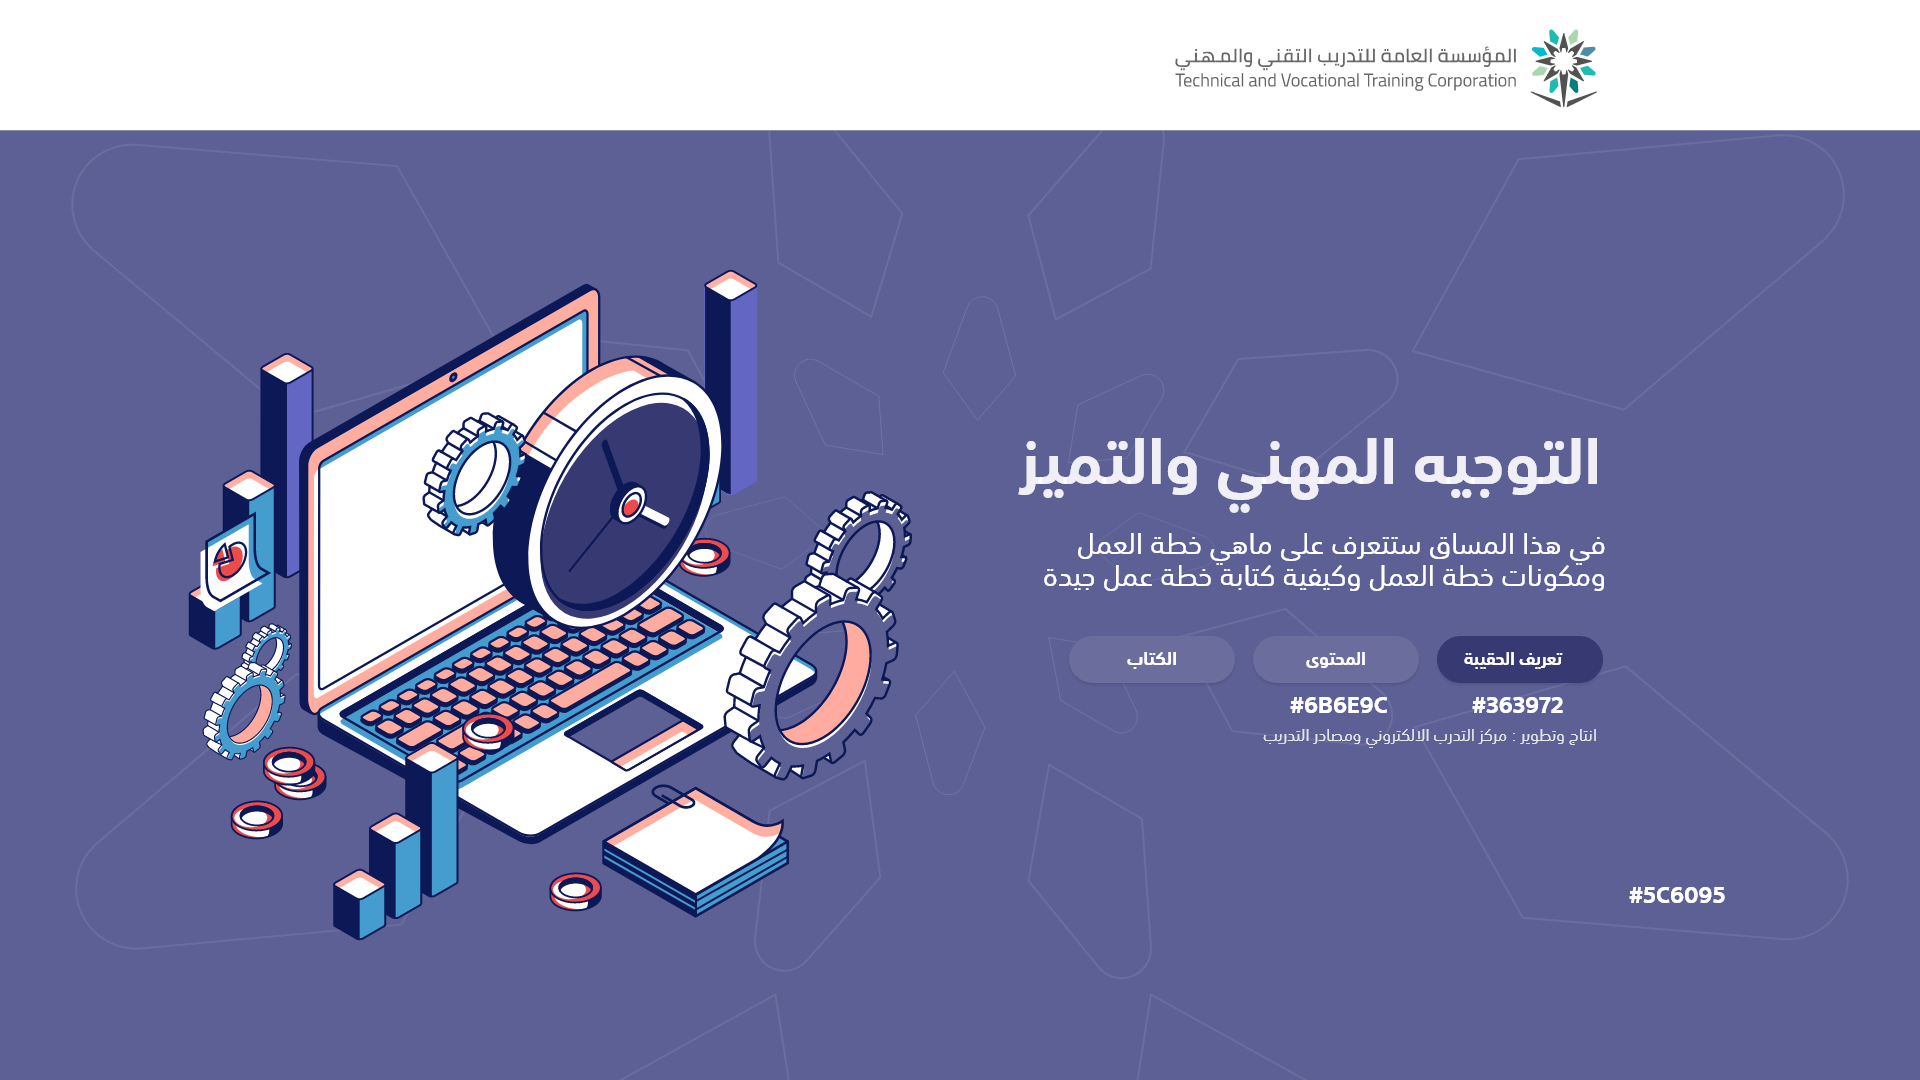 المؤسسة العامة للتدريب التقني والمـهـني
Technical and Vocational Training Corporation
التوجيه المهني والتميز
في هذا المساق ستتعرف على ماهي خطة العمل
ومكونات خطة العمل وكيفية كتابة خطة عمل جيدة
تعريف الحقيبة
المحتوى
الكتاب
#363972
#6B6E9C
انتاج وتطوير : مركز التدرب الالكتروني ومصادر التدريب
#5C6095